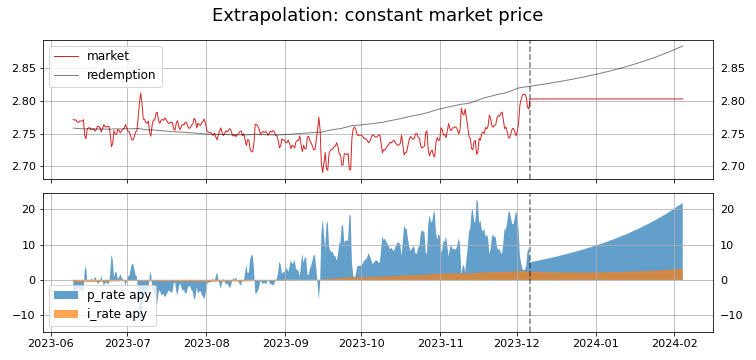 Extrapolation: constant market price
market
redemption
2.85
2.80
2.75
2.70
2.85
2.80
2.75
2.70
20
10
0
−10
20
10
0
−10
p_rate apy
i_rate apy
2023-06 2023-07 2023-08 2023-09 2023-10 2023-11 2023-12 2024-01 2024-02